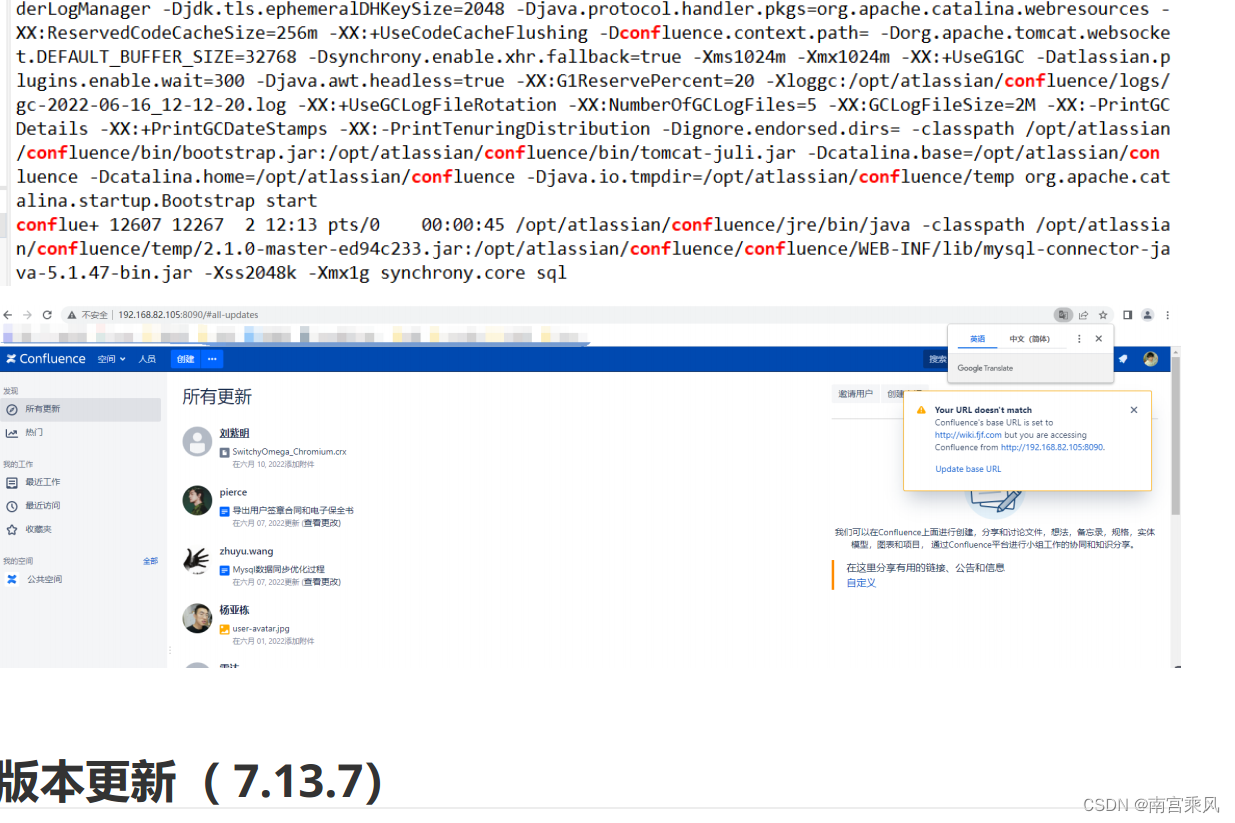 derLogManager -Djdk.tls.ephemeralDHKeySize=2048 -Djava.protocol.handler.pkgs=org.apache.catalina.webresources -
XX:ReservedCodeCacheSize=256m -XX:+UseCodeCacheFlushing -Dconfluence.context.path= -Dorg.apache.tomcat.websocke
t.DEFAULT_BUFFER_SIZE=32768 -Dsynchrony.enable.xhr.fallback=true -Xms1024m -Xmx1024m -XX:+UseG1GC -Datlassian.p
lugins.enable.wait=300 -Djava.awt.headless=true -XX:G1ReservePercent=20 -Xloggc:/opt/atlassian/confluence/logs/
gc-2022-06-16_12-12-20.log -XX:+UseGCLogFileRotation -XX:NumberOfGCLogFiles=5 -XX:GCLogFileSize=2M -XX:-PrintGC
Details -XX:+PrintGCDateStamps -XX:-PrintTenuringDistribution -Dignore.endorsed.dirs= -classpath /opt/atlassian
/confluence/bin/bootstrap.jar:/opt/atlassian/confluence/bin/tomcat-juli.jar -Dcatalina.base=/opt/atlassian/con
luence -Dcatalina.home=/opt/atlassian/confluence -Djava.io.tmpdir=/opt/atlassian/confluence/temp org.apache.cat
alina.startup.Bootstrap start
conflue+ 12607 12267  2 12:13 pts/0    00:00:45 /opt/atlassian/confluence/jre/bin/java -classpath /opt/atlassia
n/confluence/temp/2.1.0-master-ed94c233.jar:/opt/atlassian/confluence/confluence/WEB-INF/lib/mysql-connector-ja
va-5.1.47-bin.jar -Xss2048k -Xmx1g synchrony.core sql
不安全 | 192.168.82.105:8090/#all-updates
英语 中文（简体）
Google Translate
Confluence 空间 人员 创建 ··· 搜索
发现
所有更新
热门
我的工作
最近工作
最近访问
收藏夹
我的空间 全部
公共空间
所有更新
刘紫明
SwitchyOmega_Chromium.crx
在六月 10, 2022添加附件
pierce
导出用户签章合同和电子保全书
在六月 07, 2022更新 (查看更改)
zhuyu.wang
Mysql数据同步优化过程
在六月 07, 2022更新 (查看更改)
杨亚栋
user-avatar.jpg
在六月 01, 2022添加附件
邀请用户 创建
Your URL doesn't match
Confluence's base URL is set to
http://wiki.fjf.com but you are accessing
Confluence from http://192.168.82.105:8090.
Update base URL
我们可以在Confluence上面进行创建，分享和讨论文件，想法，备忘录，规格，实体
模型，图表和项目， 通过Confluence平台进行小组工作的协同和知识分享。
在这里分享有用的链接、公告和信息
自定义
版本更新（ 7.13.7）
CSDN @南宫乘风